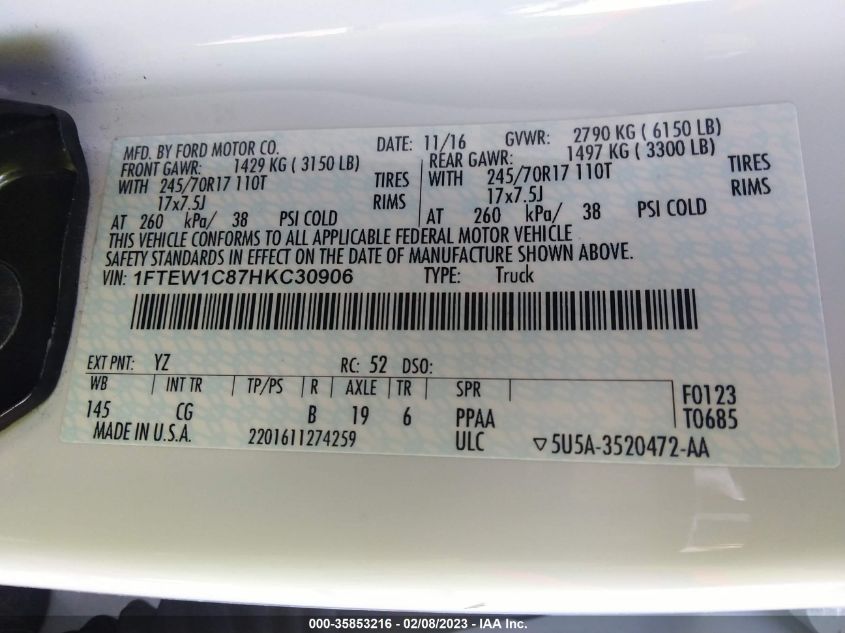 MFD. BY FORD MOTOR CO. DATE: 11/16 GVWR: 2790 KG ( 6150 LB)
FRONT GAWR: 1429 KG ( 3150 LB) REAR GAWR: 1497 KG ( 3300 LB)
WITH 245/70R17 110T TIRES WITH 245/70R17 110T TIRES
17x7.5J RIMS 17x7.5J RIMS
AT 260 kPa/ 38 PSI COLD AT 260 kPa/ 38 PSI COLD
THIS VEHICLE CONFORMS TO ALL APPLICABLE FEDERAL MOTOR VEHICLE
SAFETY STANDARDS IN EFFECT ON THE DATE OF MANUFACTURE SHOWN ABOVE.
VIN: 1FTEW1C87HKC30906 TYPE: Truck
EXT PNT: YZ RC: 52 DSO:
WB INT TR TP/PS R AXLE TR SPR F0123
145 CG B 19 6 PPAA T0685
MADE IN U.S.A. 2201611274259 ULC ▽5U5A-3520472-AA
000-35853216 - 02/08/2023 - IAA Inc.